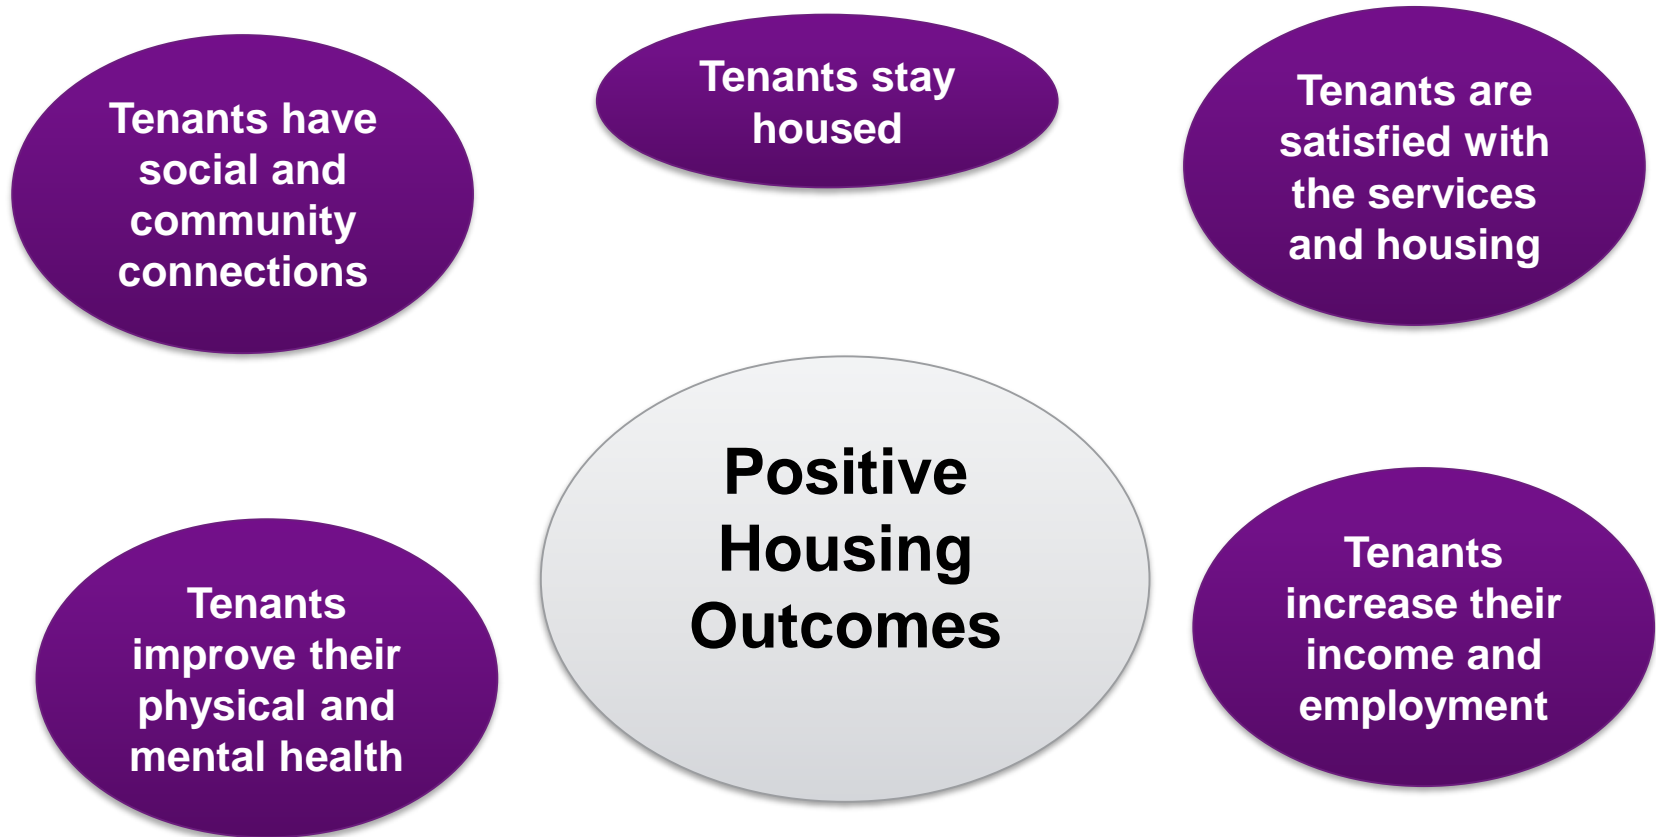 Tenants have
social and
community
connections
Tenants stay
housed
Tenants are
satisfied with
the services
and housing
Positive
Housing
Outcomes
Tenants
improve their
physical and
mental health
Tenants
increase their
income and
employment